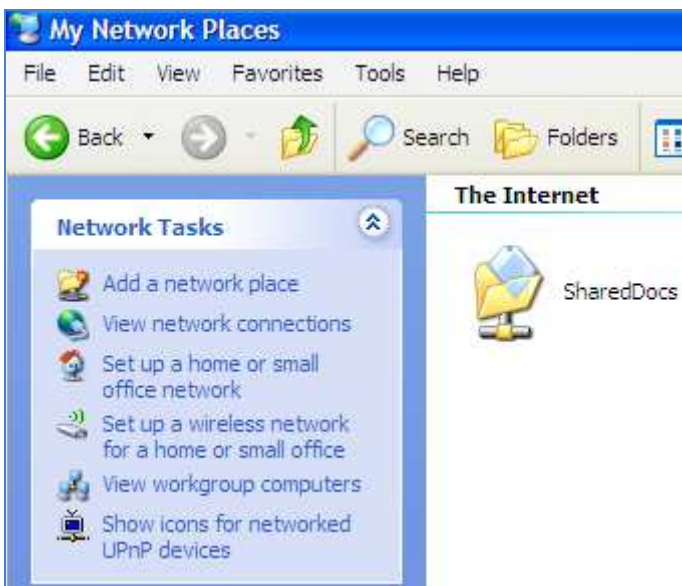 My Network Places
File Edit View Favorites Tools Help
Back Search Folders
Network Tasks
Add a network place
View network connections
Set up a home or small
office network
Set up a wireless network
for a home or small office
View workgroup computers
Show icons for networked
UPnP devices
The Internet
SharedDocs